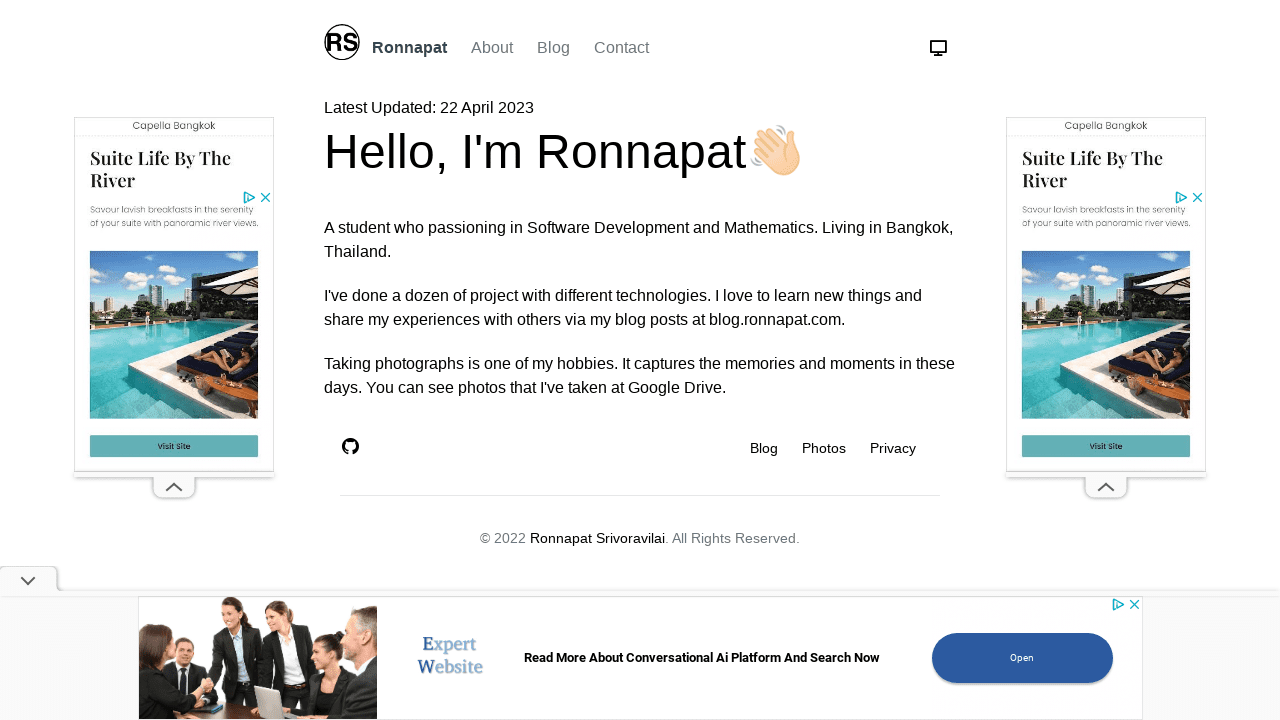 RS Ronnapat About Blog Contact
Latest Updated: 22 April 2023
Hello, I'm Ronnapat👋🏻
A student who passioning in Software Development and Mathematics. Living in Bangkok,
Thailand.
I've done a dozen of project with different technologies. I love to learn new things and
share my experiences with others via my blog posts at blog.ronnapat.com.
Taking photographs is one of my hobbies. It captures the memories and moments in these
days. You can see photos that I've taken at Google Drive.
Blog Photos Privacy
© 2022 Ronnapat Srivoravilai. All Rights Reserved.
Capella Bangkok
Suite Life By The
River
Savour lavish breakfasts in the serenity
of your suite with panoramic river views.
Visit Site
Capella Bangkok
Suite Life By The
River
Savour lavish breakfasts in the serenity
of your suite with panoramic river views.
Visit Site
Expert
Website
Read More About Conversational Ai Platform And Search Now
Open